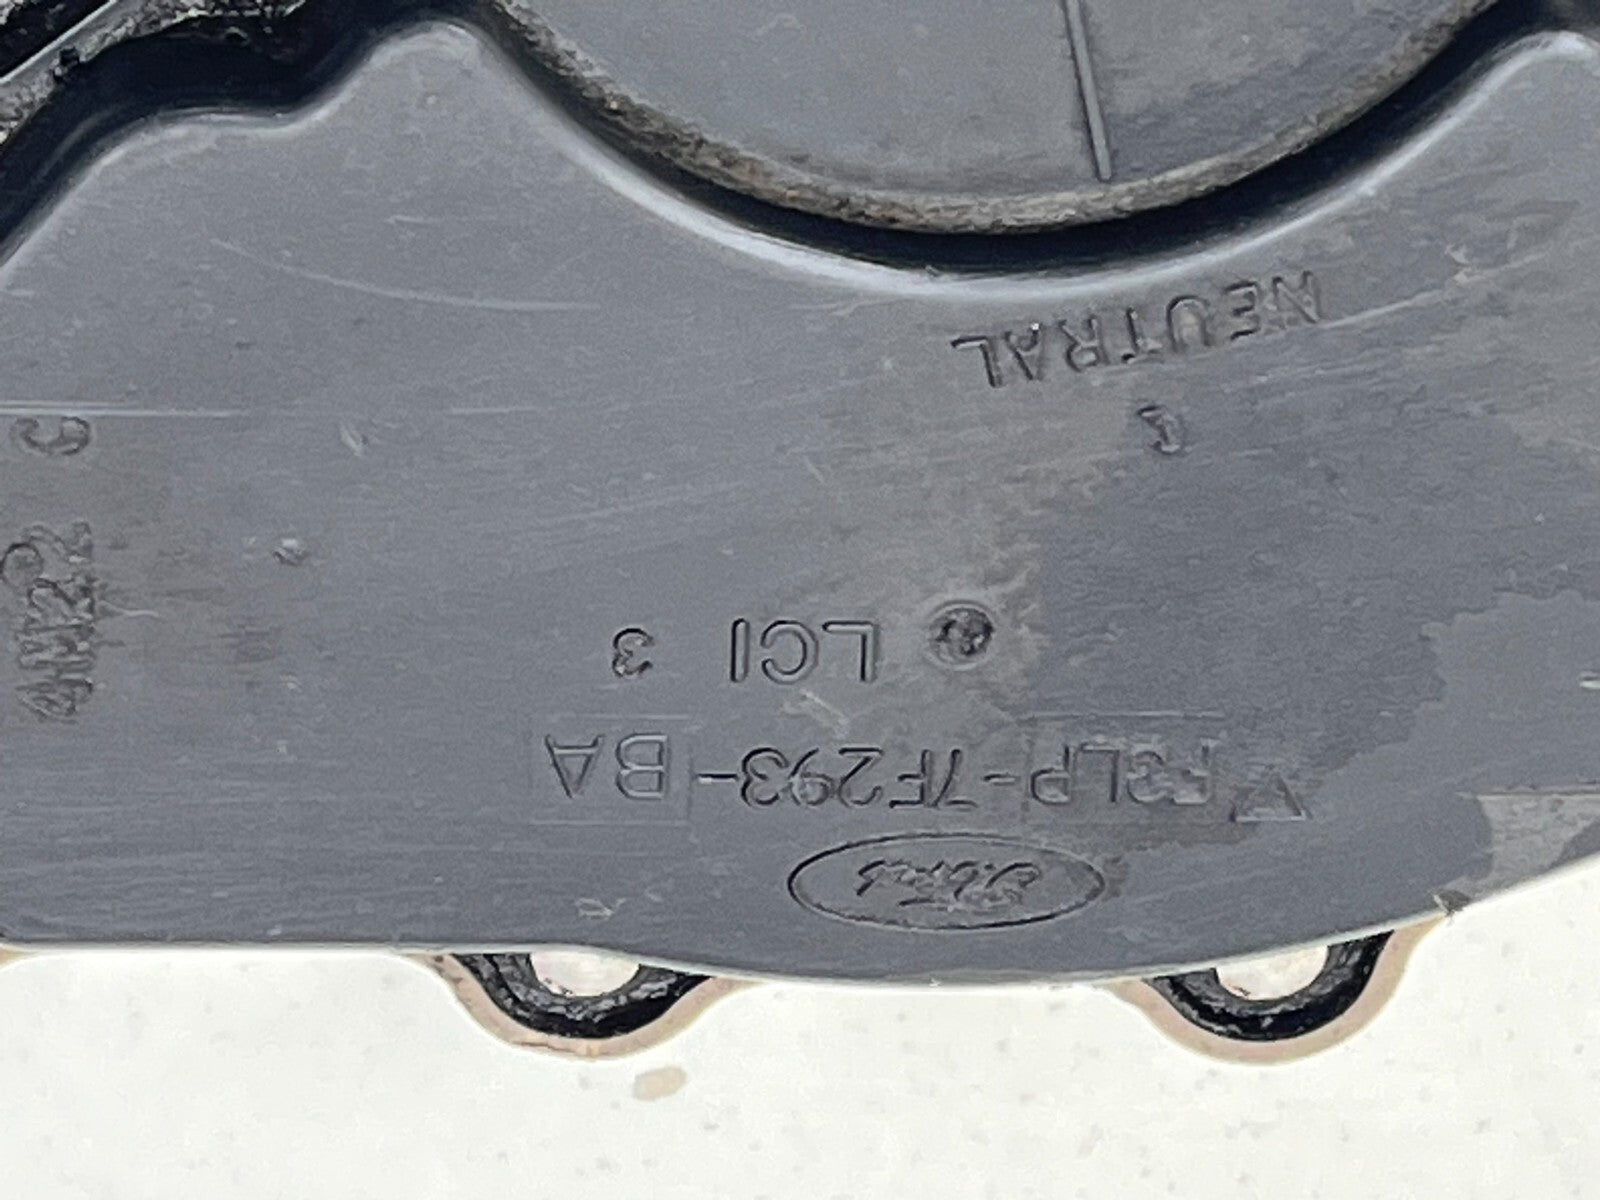 Ford
F3LP-7F293-BA
LCI 3
NEUTRAL